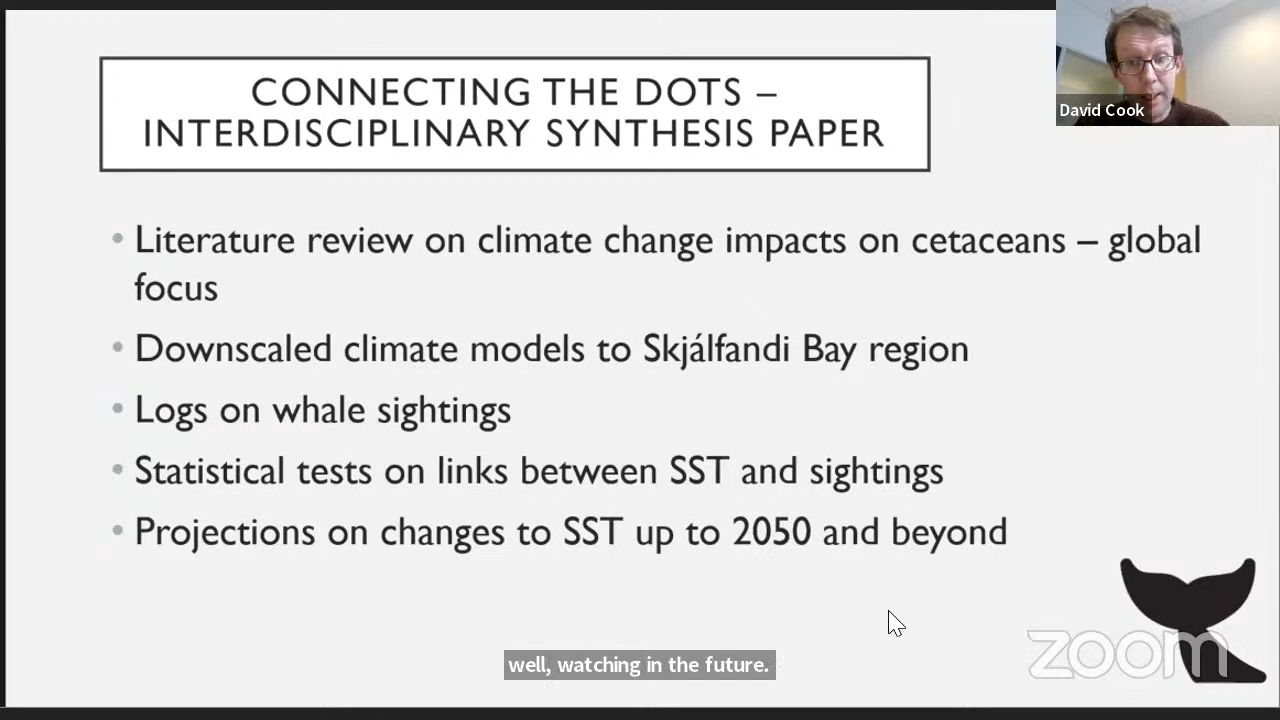 CONNECTING THE DOTS –
INTERDISCIPLINARY SYNTHESIS PAPER
David Cook
• Literature review on climate change impacts on cetaceans – global
focus
• Downscaled climate models to Skjálfandi Bay region
• Logs on whale sightings
• Statistical tests on links between SST and sightings
• Projections on changes to SST up to 2050 and beyond
zoom
well, watching in the future.